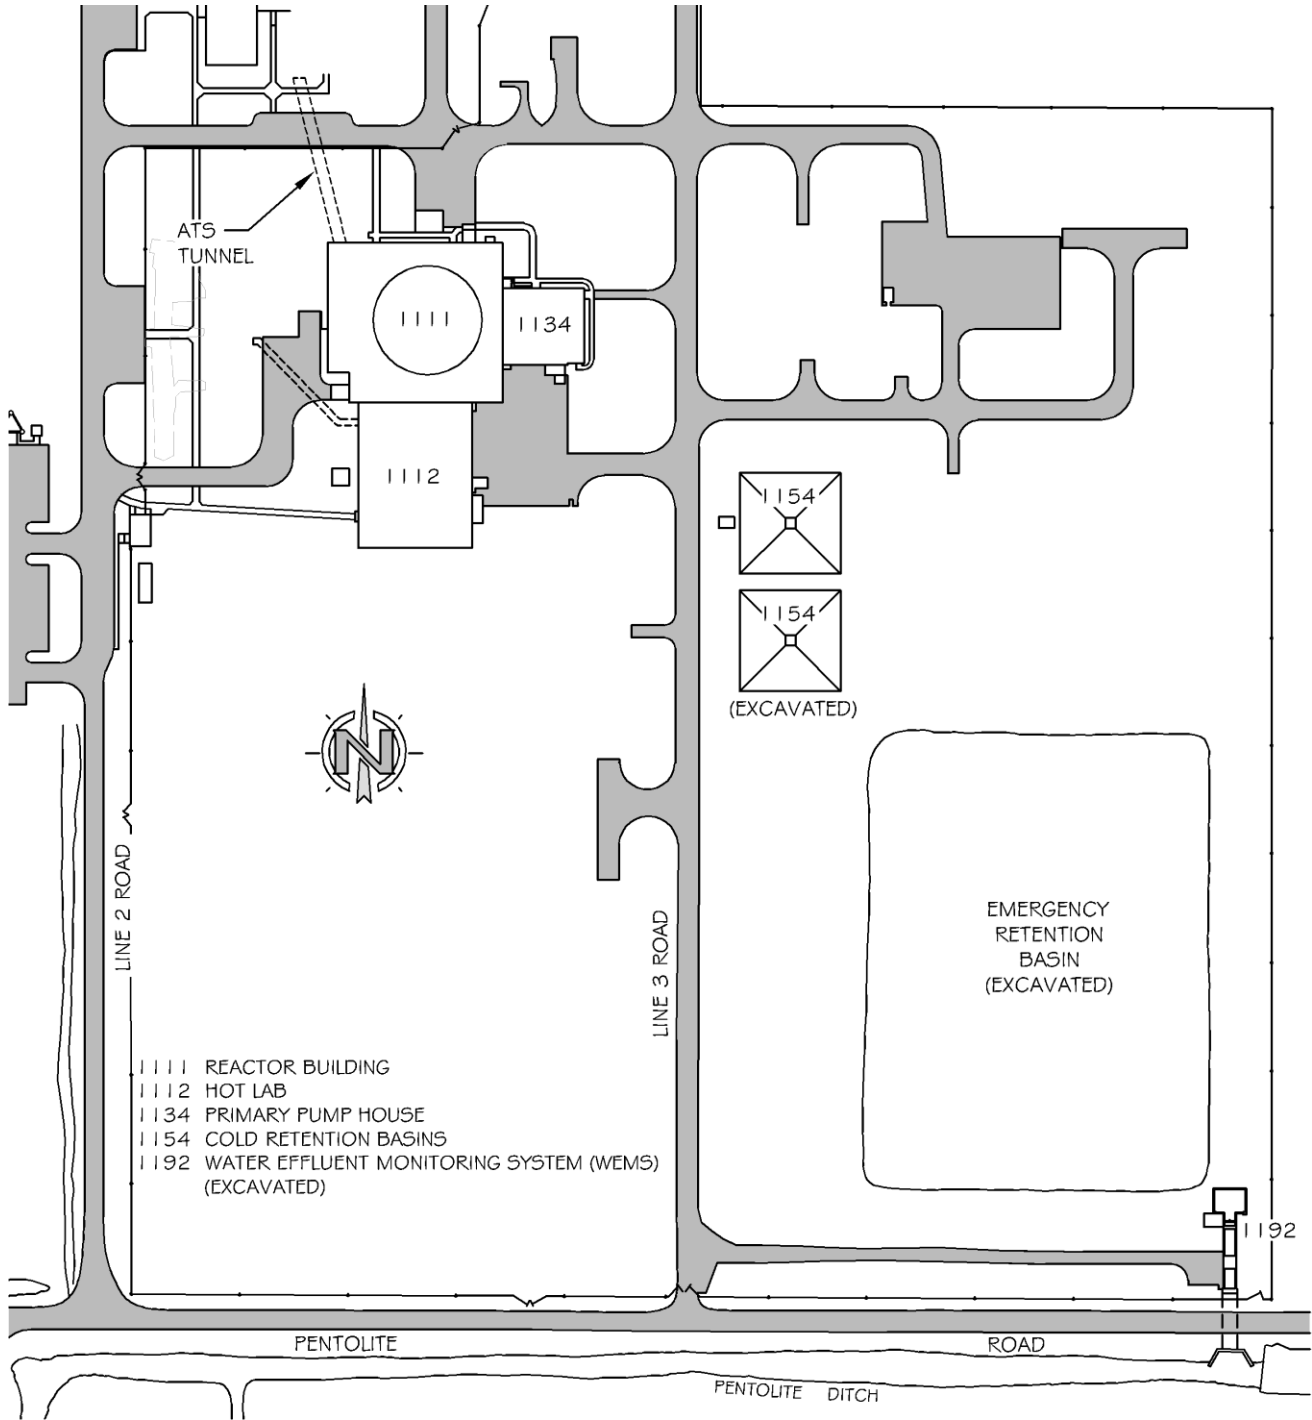 ATS
TUNNEL
1111
1134
1112
1154
1154
(EXCAVATED)
N
LINE 2 ROAD
LINE 3 ROAD
EMERGENCY
RETENTION
BASIN
(EXCAVATED)
1111 REACTOR BUILDING
1112 HOT LAB
1134 PRIMARY PUMP HOUSE
1154 COLD RETENTION BASINS
1192 WATER EFFLUENT MONITORING SYSTEM (WEMS)
(EXCAVATED)
1192
PENTOLITE ROAD
PENTOLITE DITCH